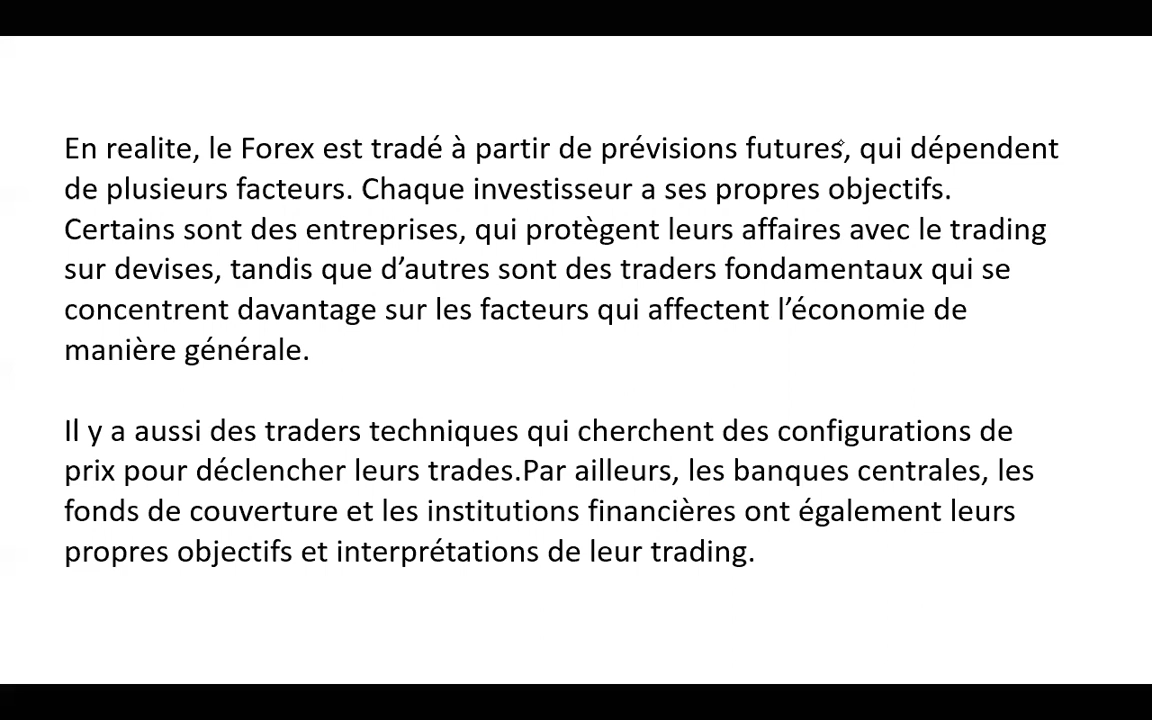 En realite, le Forex est tradé à partir de prévisions futures, qui dépendent
de plusieurs facteurs. Chaque investisseur a ses propres objectifs.
Certains sont des entreprises, qui protègent leurs affaires avec le trading
sur devises, tandis que d’autres sont des traders fondamentaux qui se
concentrent davantage sur les facteurs qui affectent l’économie de
manière générale.
Il y a aussi des traders techniques qui cherchent des configurations de
prix pour déclencher leurs trades.Par ailleurs, les banques centrales, les
fonds de couverture et les institutions financières ont également leurs
propres objectifs et interprétations de leur trading.